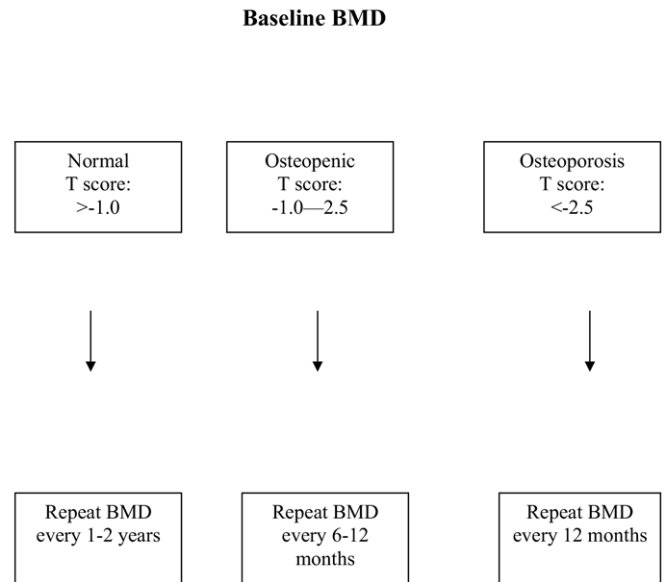 Baseline BMD
Normal
T score:
>-1.0
Osteopenic
T score:
-1.0—2.5
Osteoporosis
T score:
<-2.5
Repeat BMD
every 1-2 years
Repeat BMD
every 6-12
months
Repeat BMD
every 12 months